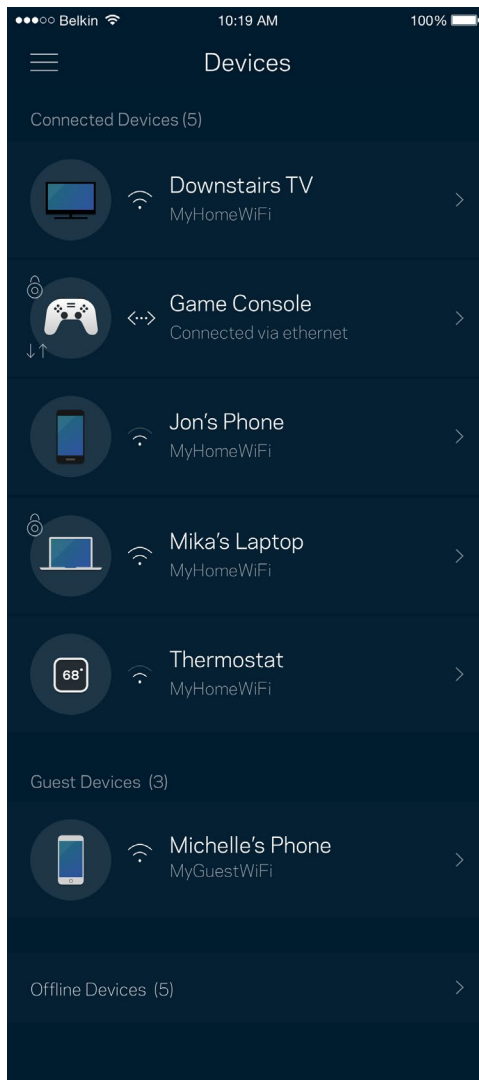 Belkin
10:19 AM
100%
Devices
Connected Devices (5)
Downstairs TV
MyHomeWiFi
Game Console
Connected via ethernet
Jon's Phone
MyHomeWiFi
Mika's Laptop
MyHomeWiFi
68°
Thermostat
MyHomeWiFi
Guest Devices (3)
Michelle's Phone
MyGuestWiFi
Offline Devices (5)